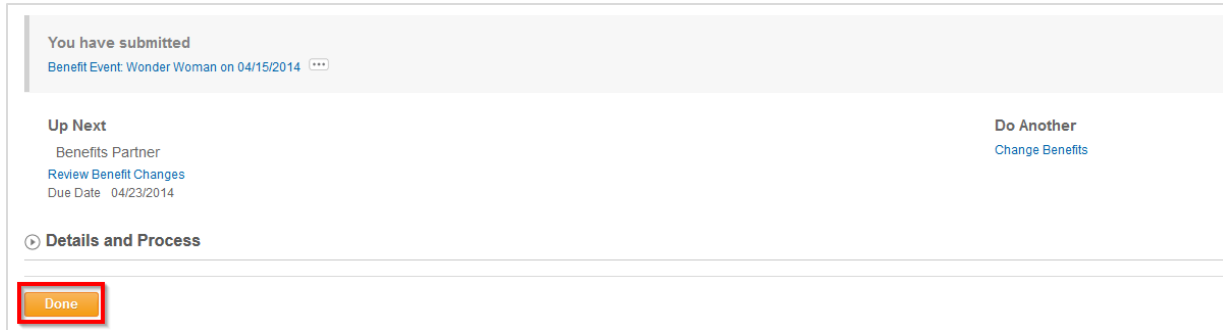 You have submitted
Benefit Event: Wonder Woman on 04/15/2014
Up Next
Benefits Partner
Review Benefit Changes
Due Date 04/23/2014
Do Another
Change Benefits
Details and Process
Done